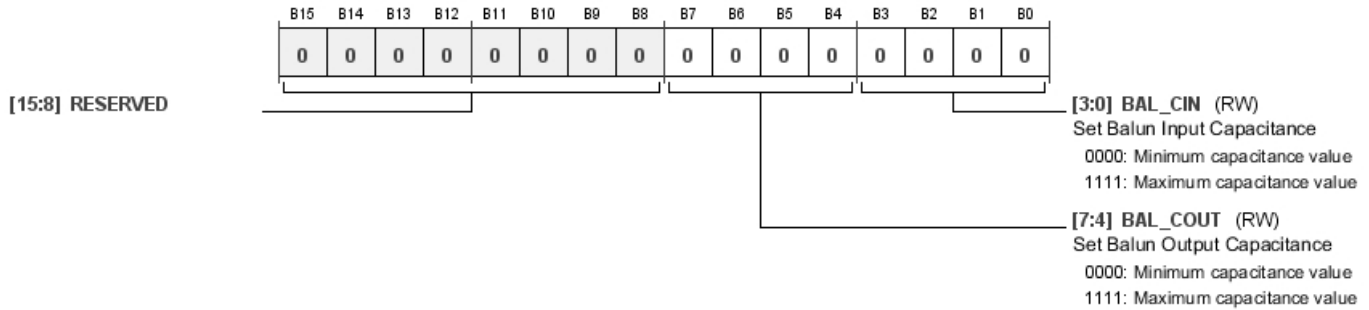 B15 B14 B13 B12 B11 B10 B9 B8 B7 B6 B5 B4 B3 B2 B1 B0
0 0 0 0 0 0 0 0 0 0 0 0 0 0 0 0
[15:8] RESERVED
[3:0] BAL_CIN (RW)
Set Balun Input Capacitance
0000: Minimum capacitance value
1111: Maximum capacitance value
[7:4] BAL_COUT (RW)
Set Balun Output Capacitance
0000: Minimum capacitance value
1111: Maximum capacitance value